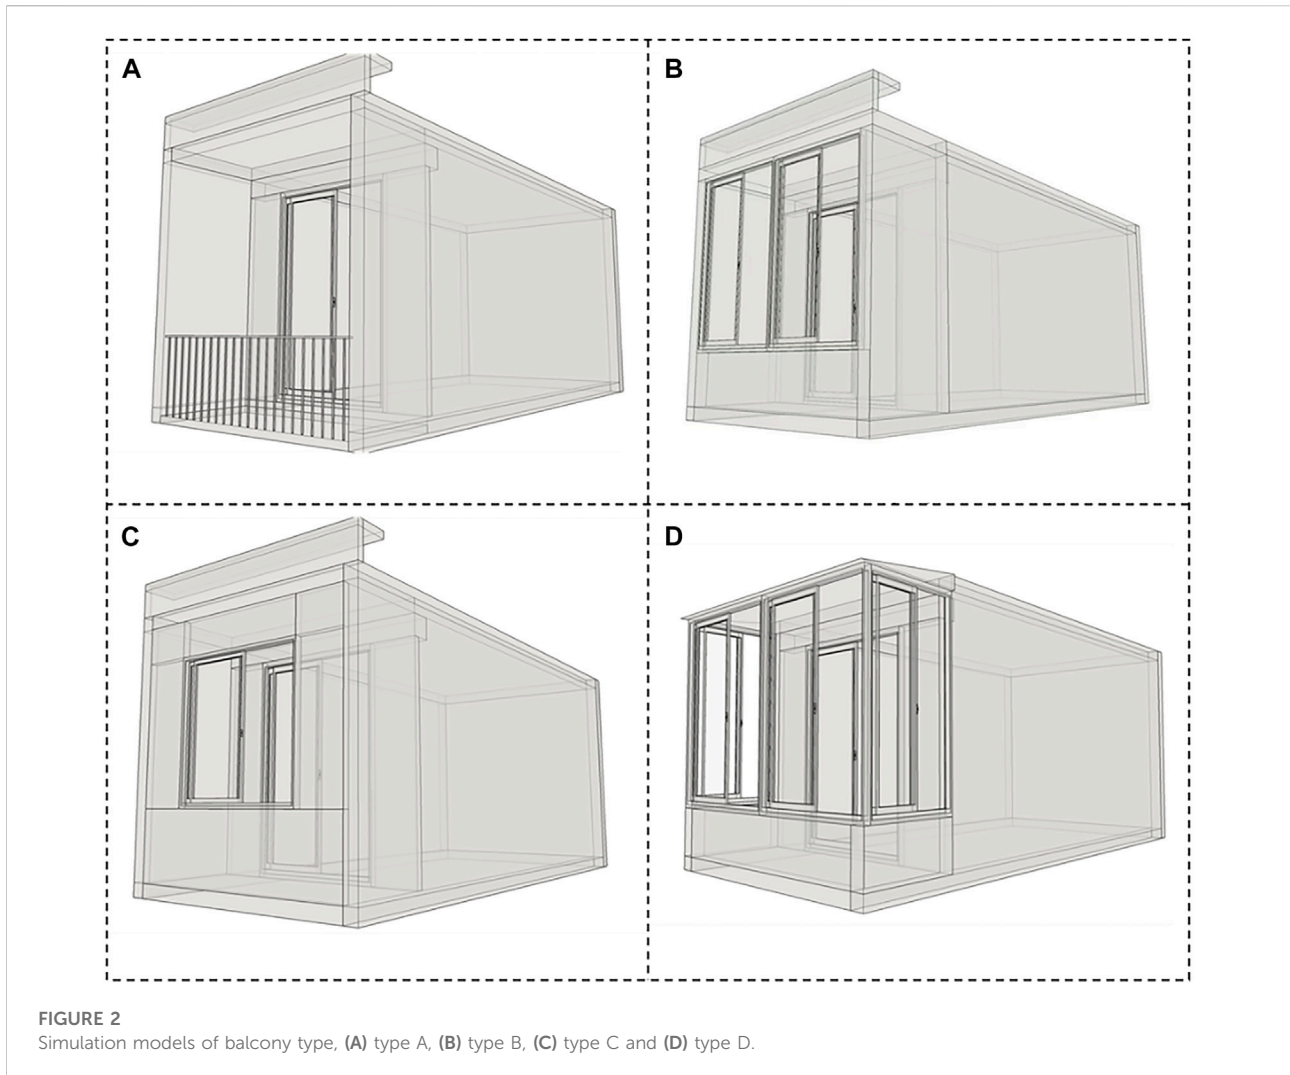 A
B
C
D
FIGURE 2
Simulation models of balcony type, (A) type A, (B) type B, (C) type C and (D) type D.